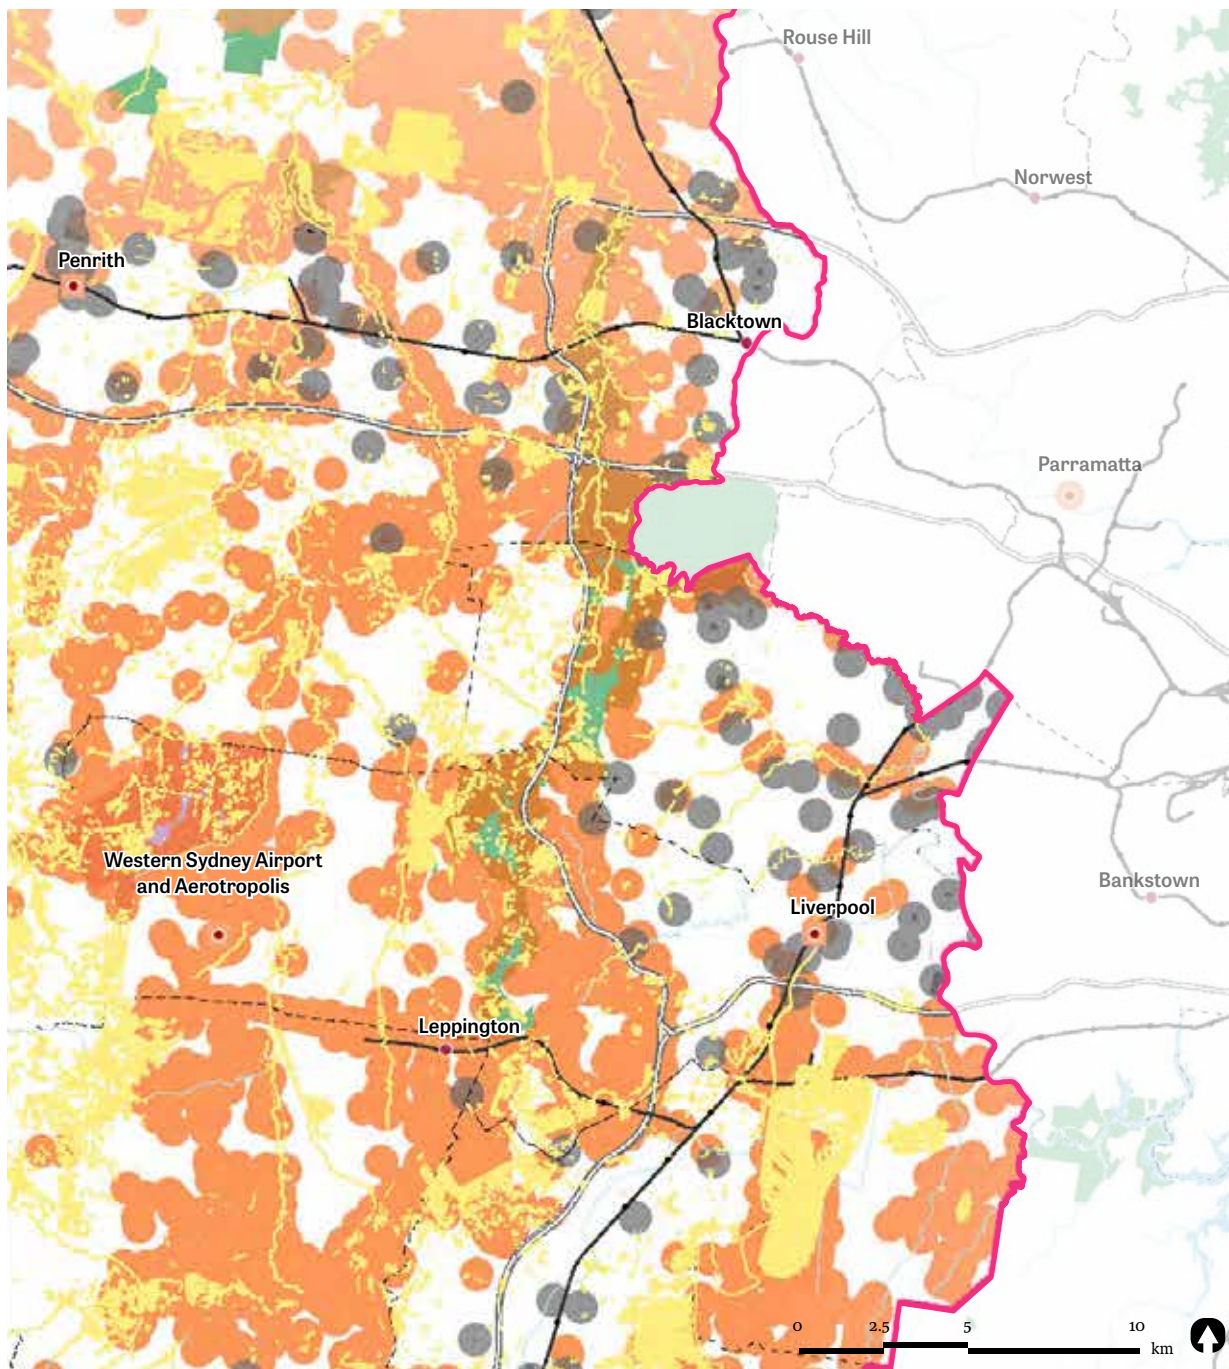 Rouse Hill
Norwest
Penrith
Blacktown
Parramatta
Western Sydney Airport
and Aerotropolis
Bankstown
Liverpool
Leppington
0 2.5 5 10
km